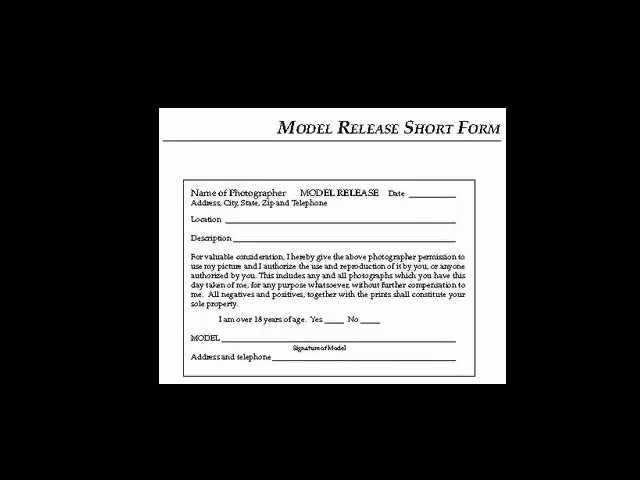 MODEL RELEASE SHORT FORM
Name of Photographer MODEL RELEASE Date
Address, City, State, Zip and Telephone
Location
Description
For valuable consideration, I hereby give the above photographer permission to
use my picture and I authorize the use and reproduction of it by you, or anyone
authorized by you. This includes any and all photographs which you have this
day taken of me, for any purpose whatsoever, without further compensation to
me. All negatives and positives, together with the prints shall constitute your
sole property.
I am over 18 years of age. Yes ____ No ____
MODEL
Signature of Model
Address and telephone